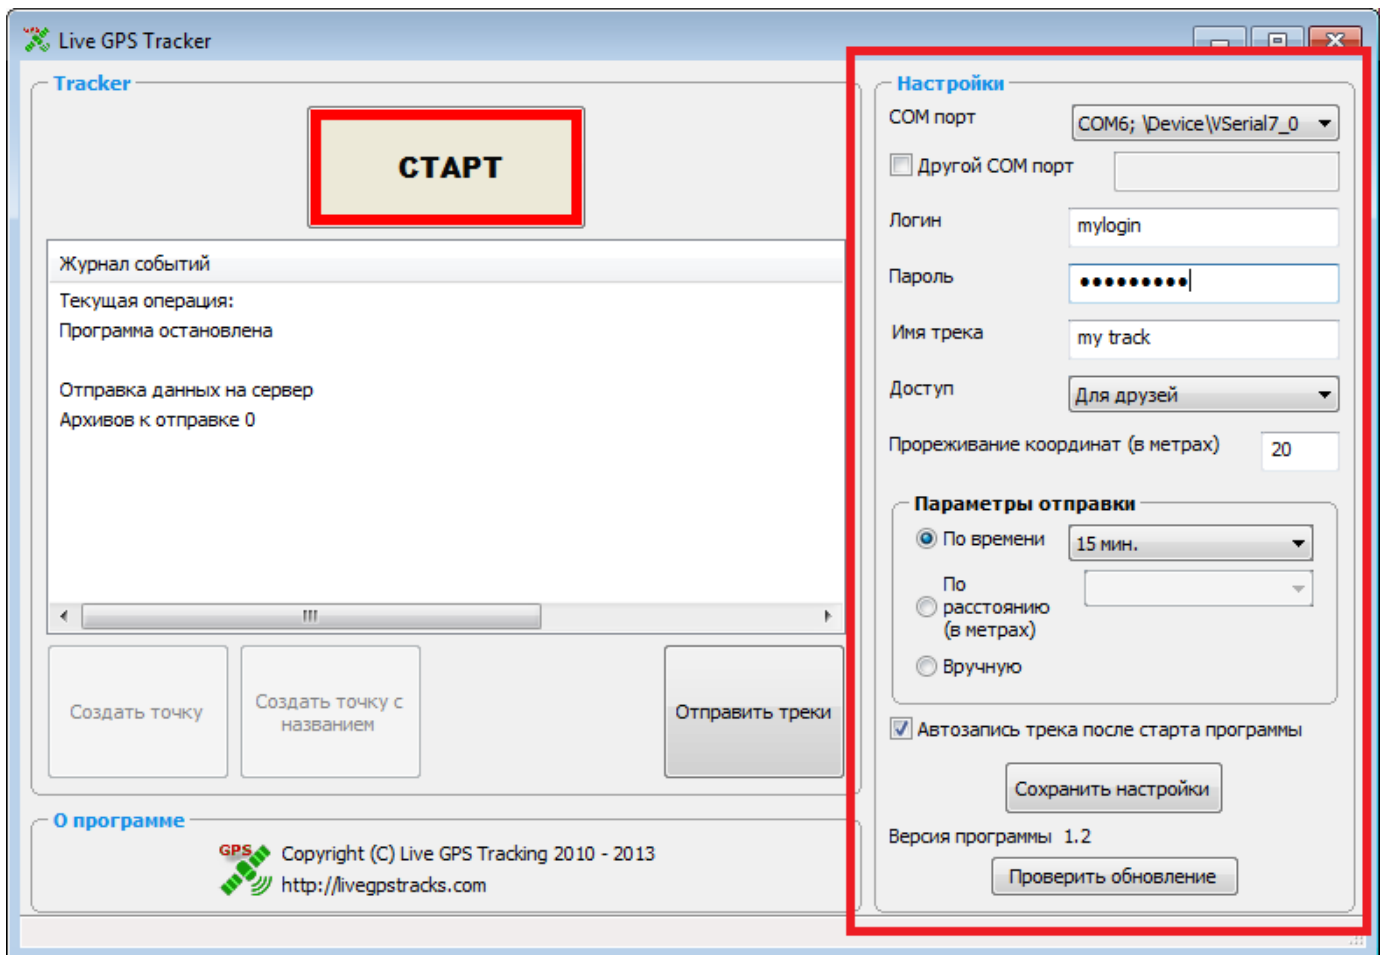 Live GPS Tracker
Tracker
СТАРТ
Журнал событий
Текущая операция:
Программа остановлена
Отправка данных на сервер
Архивов к отправке 0
Создать точку
Создать точку с
названием
Отправить треки
О программе
GPS
Copyright (C) Live GPS Tracking 2010 - 2013
http://livegpstracks.com
Настройки
COM порт
COM6; \Device\VSerial7_0
Другой COM порт
Логин
mylogin
Пароль
●●●●●●●●●
Имя трека
my track
Доступ
Для друзей
Прореживание координат (в метрах)
20
Параметры отправки
По времени
15 мин.
По
расстоянию
(в метрах)
Вручную
Автозапись трека после старта программы
Сохранить настройки
Версия программы 1.2
Проверить обновление